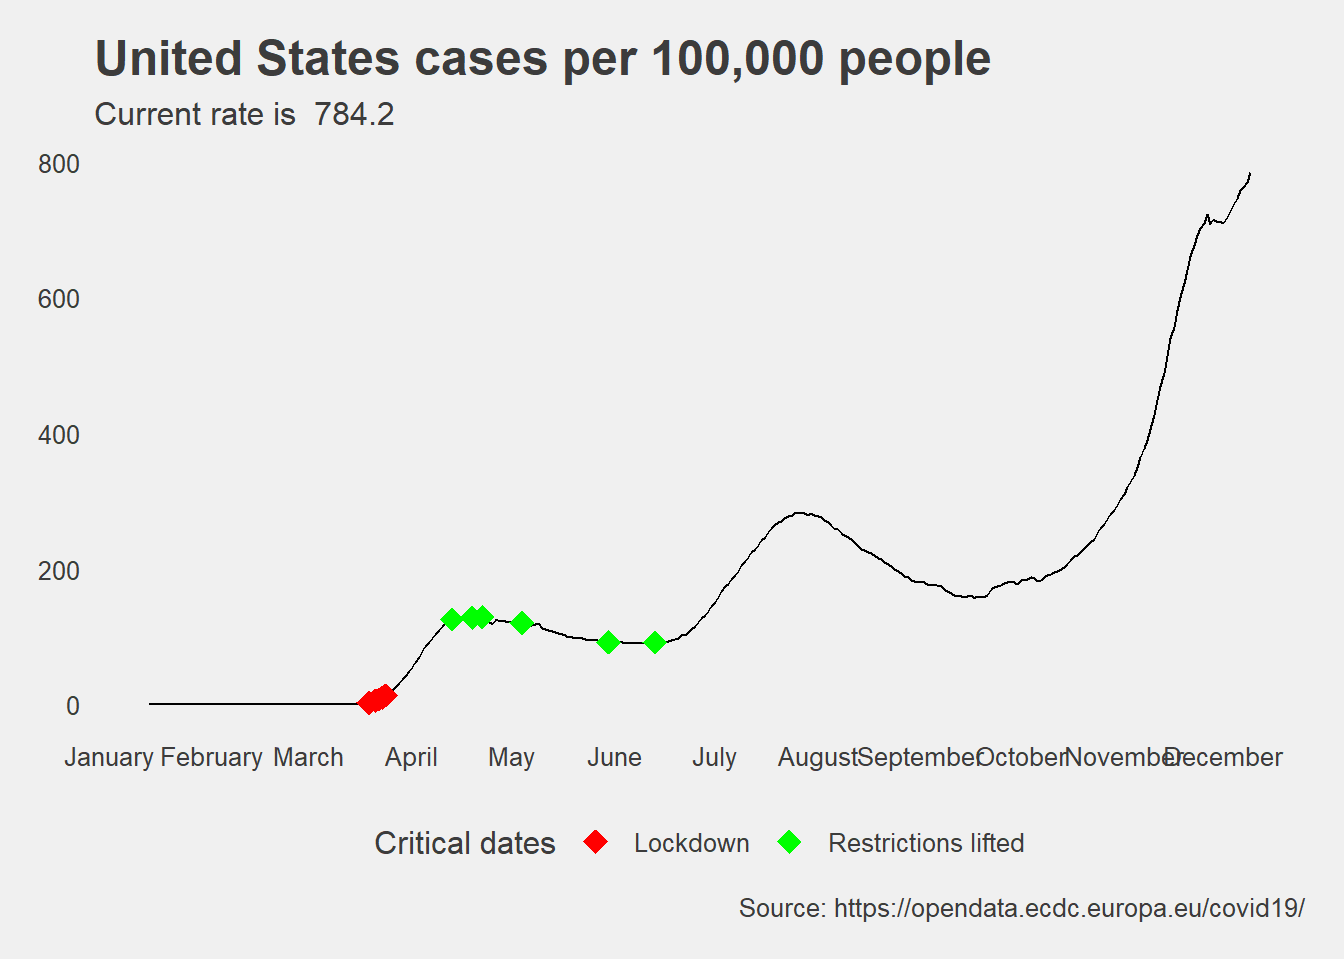 United States cases per 100,000 people
Current rate is  784.2
800
600
400
200
0
January February March April May June July August September October November December
Critical dates Lockdown Restrictions lifted
Source: https://opendata.ecdc.europa.eu/covid19/